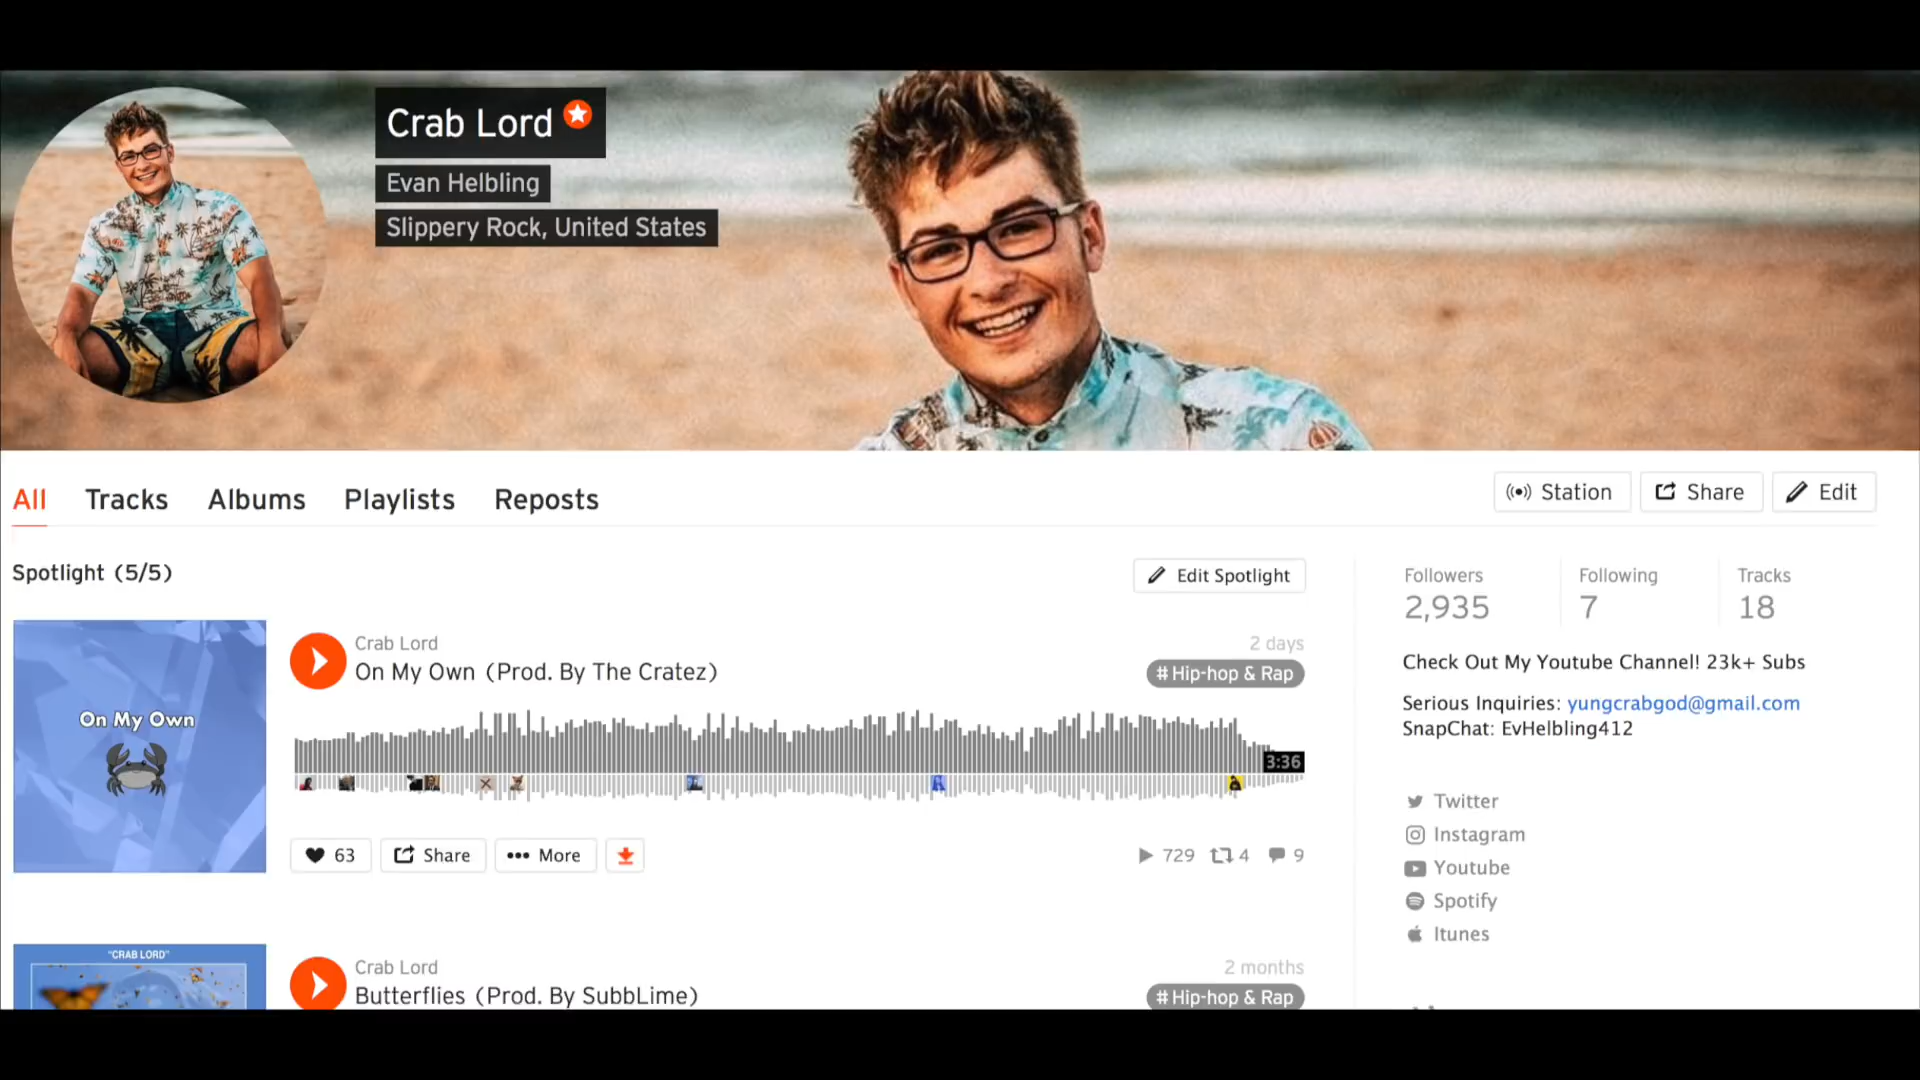 Crab Lord
Evan Helbling
Slippery Rock, United States
All
Tracks
Albums
Playlists
Reposts
Station
Share
Edit
Spotlight (5/5)
Edit Spotlight
Followers
2,935
Following
7
Tracks
18
Check Out My Youtube Channel! 23k+ Subs
Serious Inquiries: yungcrabgod@gmail.com
SnapChat: EvHelbling412
Twitter
Instagram
Youtube
Spotify
Itunes
On My Own
Crab Lord
2 days
On My Own (Prod. By The Cratez)
# Hip-hop & Rap
3:36
63
Share
More
729
4
9
"CRAB LORD"
Crab Lord
2 months
Butterflies (Prod. By SubbLime)
# Hip-hop & Rap